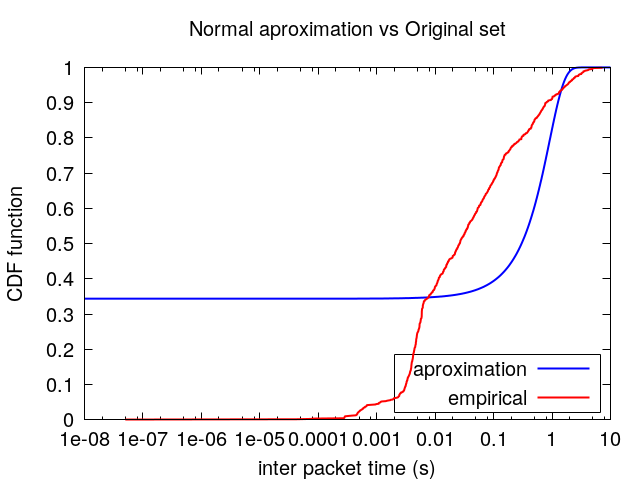 Normal aproximation vs Original set
CDF function
1
0.9
0.8
0.7
0.6
0.5
0.4
0.3
0.2
0.1
0
aproximation
empirical
1e-08 1e-07 1e-06 1e-05 0.0001 0.001 0.01 0.1 1 10
inter packet time (s)